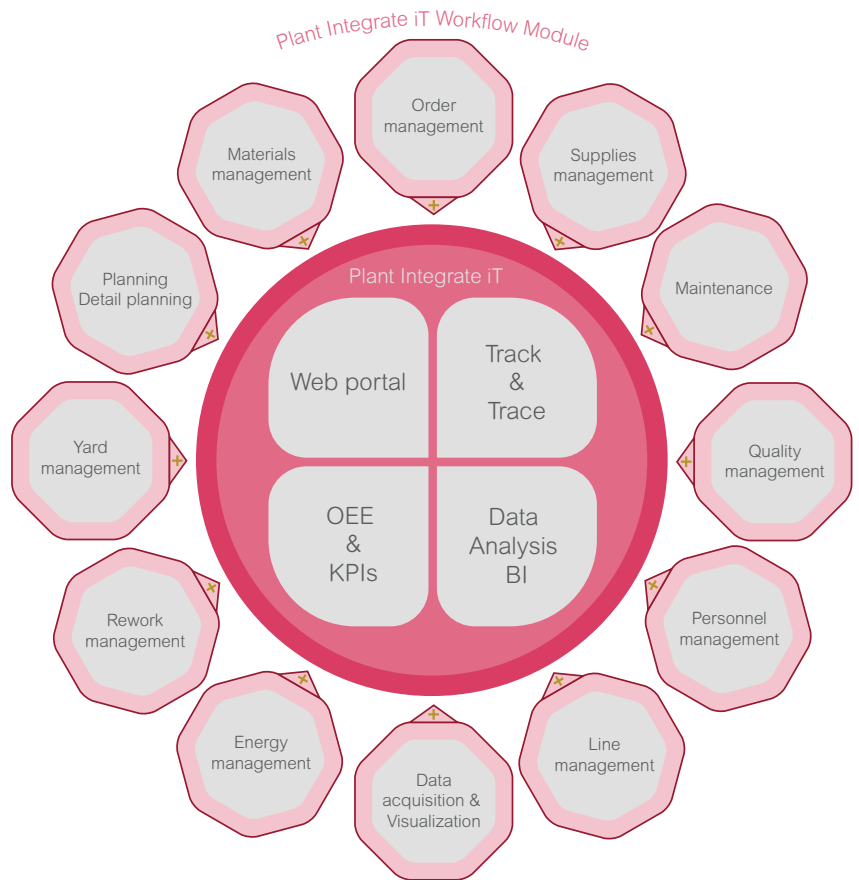 Plant Integrate iT Workflow Module
Order
management
Supplies
management
Maintenance
Quality
management
Personnel
management
Line
management
Data
acquisition &
Visualization
Energy
management
Rework
management
Yard
management
Planning
Detail planning
Materials
management
Plant Integrate iT
Web portal
Track
&
Trace
OEE
&
KPIs
Data
Analysis
BI